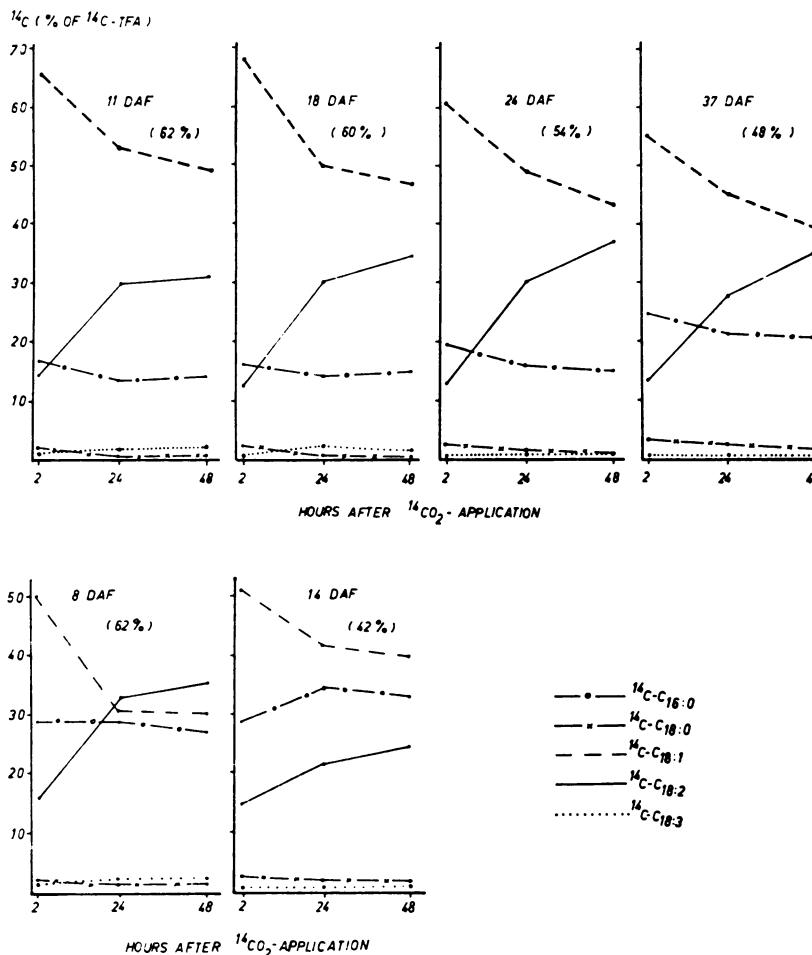 ¹⁴C ( % OF ¹⁴C-TFA )
70
60
50
40
30
20
10
11 DAF
( 62 % )
18 DAF
( 60 % )
24 DAF
( 54 % )
37 DAF
( 48 % )
2 24 48 2 24 48 2 24 48 2 24 48
HOURS AFTER ¹⁴CO₂- APPLICATION
50
40
30
20
10
8 DAF
( 62 % )
14 DAF
( 42 % )
2 24 48 2 24 48
HOURS AFTER ¹⁴CO₂-APPLICATION
¹⁴C-C₁₆:₀
¹⁴C-C₁₈:₀
¹⁴C-C₁₈:₁
¹⁴C-C₁₈:₂
¹⁴C-C₁₈:₃